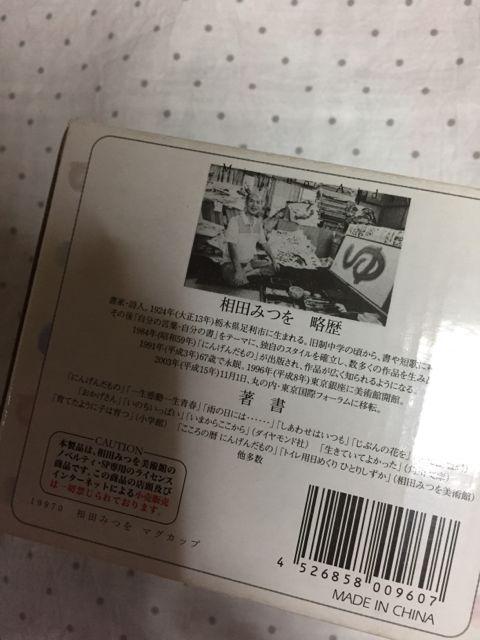 相田みつを 略歴
書家・詩人。1924年(大正13年)栃木県足利市に生まれる。旧制中学の頃から、書や短歌に
その後「自分の言葉・自分の書」をテーマに、独自のスタイルを確立し、数多くの作品を生み
1984年(昭和59年)「にんげんだもの」が出版され、作品が広く知られるようになる。
1991年(平成3年)67歳で永眠。1996年(平成8年)東京銀座に美術館開館。
2003年(平成15年)11月1日、丸の内・東京国際フォーラムに移転。
著書
「にんげんだもの」「一生感動一生青春」「雨の日には……」「しあわせはいつも」「じぶんの花を」
「おかげさん」「いのちいっぱい」「いまからここから」(ダイヤモンド社) 「生きていてよかった」
「育てたように子は育つ」(小学館) 「こころの暦 にんげんだもの」「トイレ用日めくり ひとりしずか」(相田みつを美術館)
他多数
CAUTION
本製品は、相田みつを美術館の
ノベルティ・SP専用のライセンス
商品です。この商品の店頭及び
インターネットによる小売販売
は一切禁じられております。
19970 相田みつを マグカップ
4 526858 009607
MADE IN CHINA